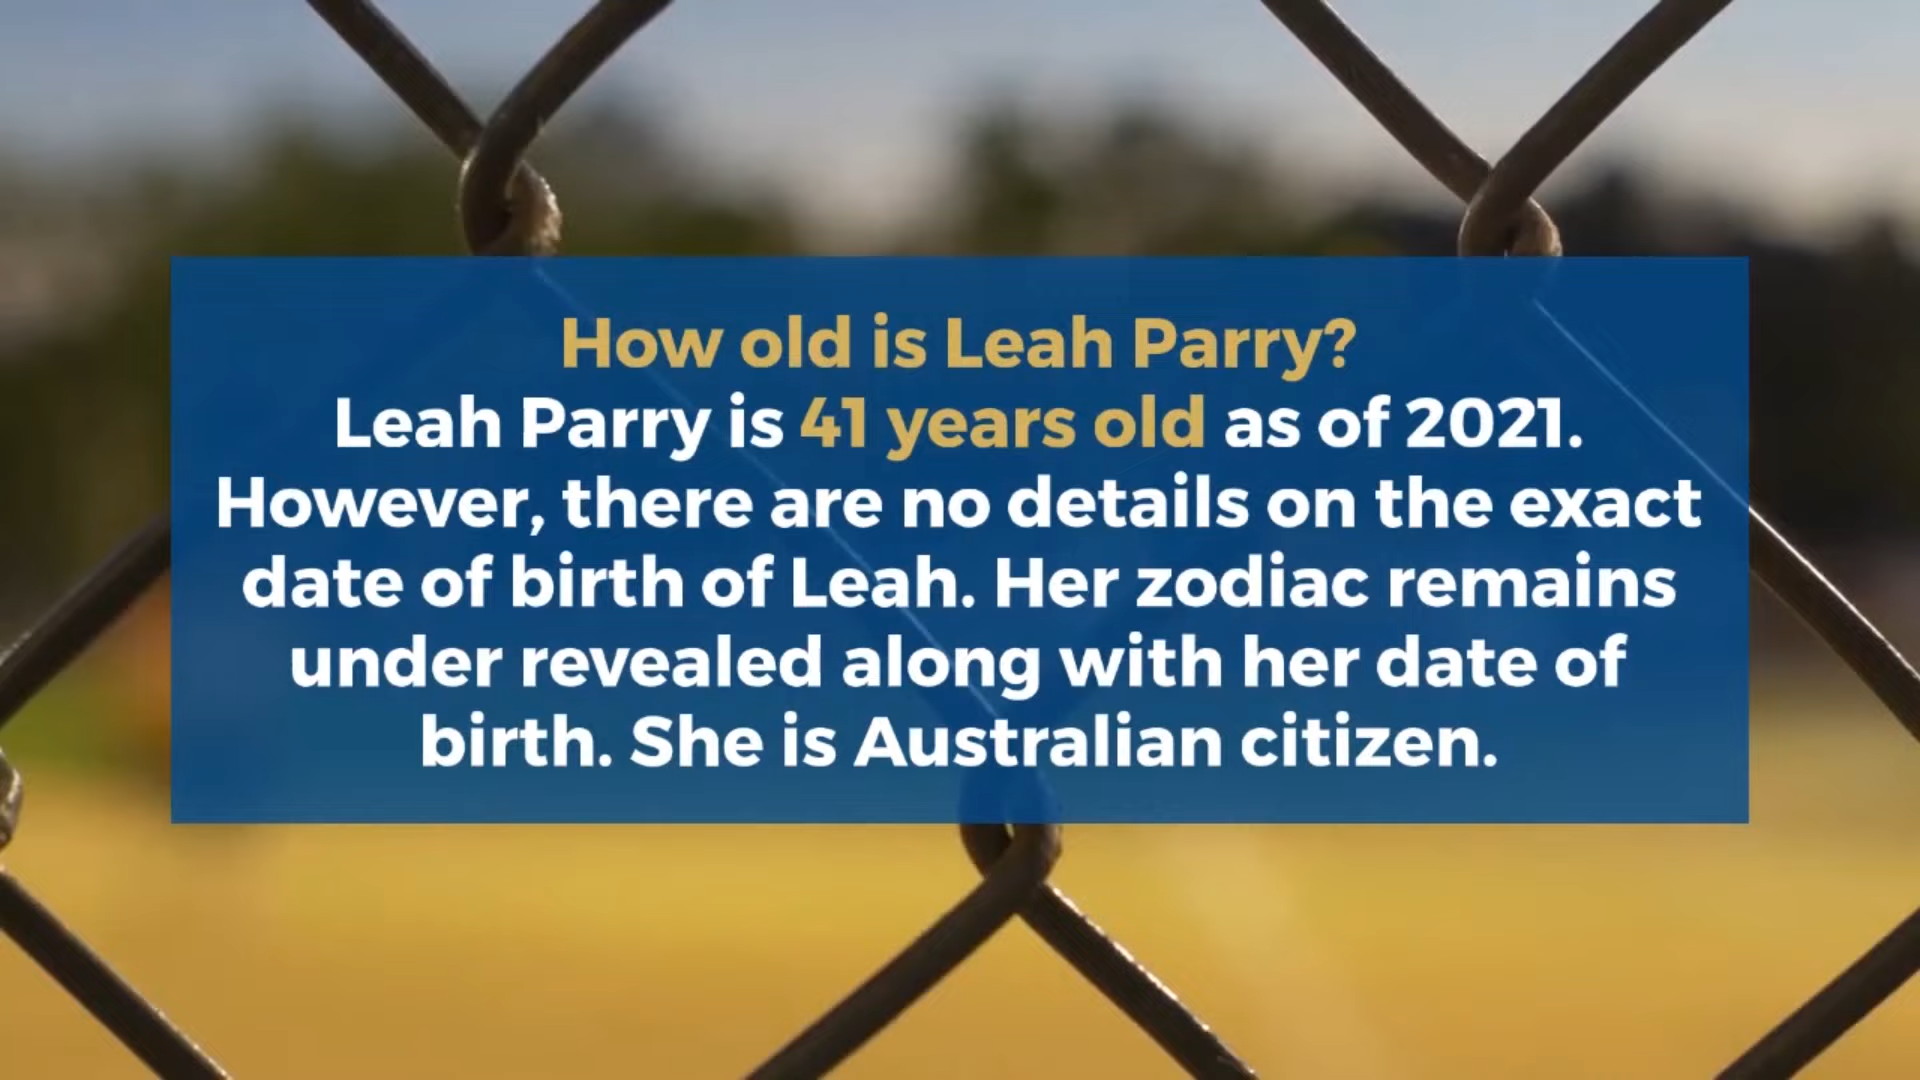 How old is Leah Parry?
Leah Parry is 41 years old as of 2021.
However, there are no details on the exact
date of birth of Leah. Her zodiac remains
under revealed along with her date of
birth. She is Australian citizen.